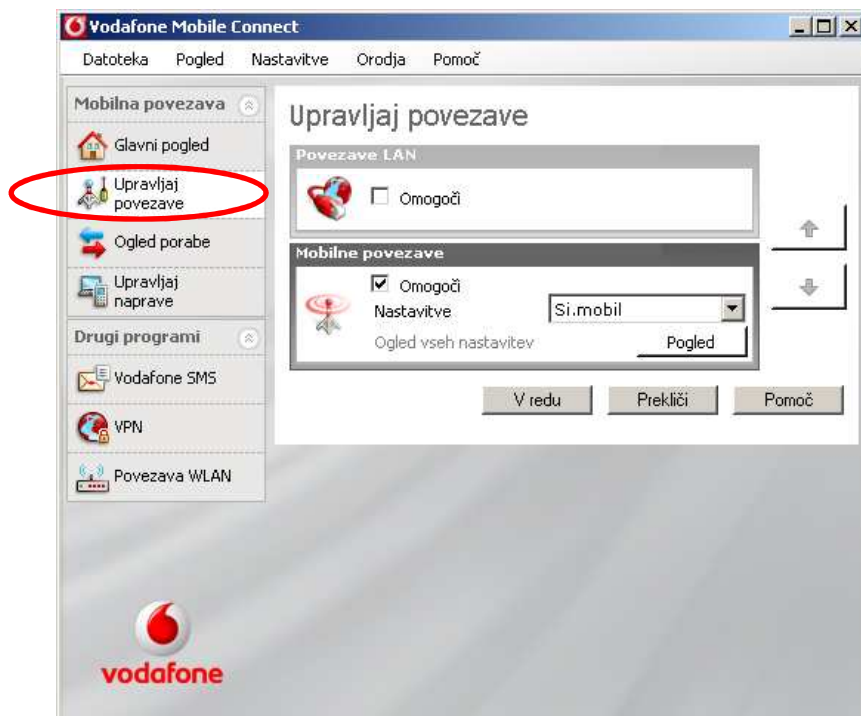 Vodafone Mobile Connect
Datoteka Pogled Nastavitve Orodja Pomoč
Mobilna povezava
Glavni pogled
Upravljaj
povezave
Ogled porabe
Upravljaj
naprave
Drugi programi
Vodafone SMS
VPN
Povezava WLAN
Upravljaj povezave
Povezave LAN
Omogoči
Mobilne povezave
Omogoči
Nastavitve Si.mobil
Ogled vseh nastavitev Pogled
V redu Prekliči Pomoč
vodafone